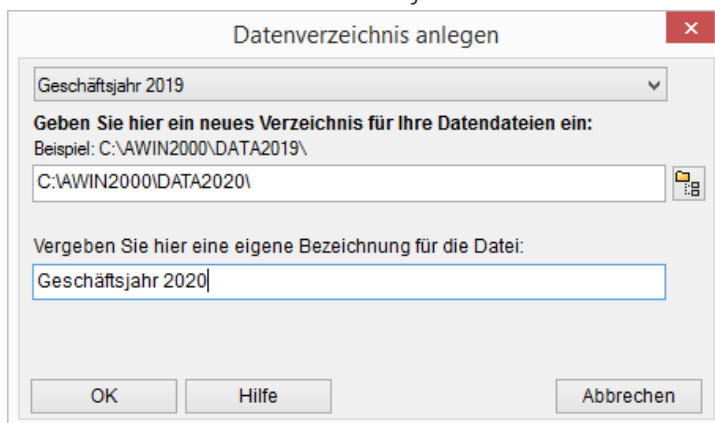 Datenverzeichnis anlegen
Geschäftsjahr 2019
Geben Sie hier ein neues Verzeichnis für Ihre Datendateien ein:
Beispiel: C:\AWIN2000\DATA2019\
C:\AWIN2000\DATA2020\
Vergeben Sie hier eine eigene Bezeichnung für die Datei:
Geschäftsjahr 2020
OK Hilfe Abbrechen